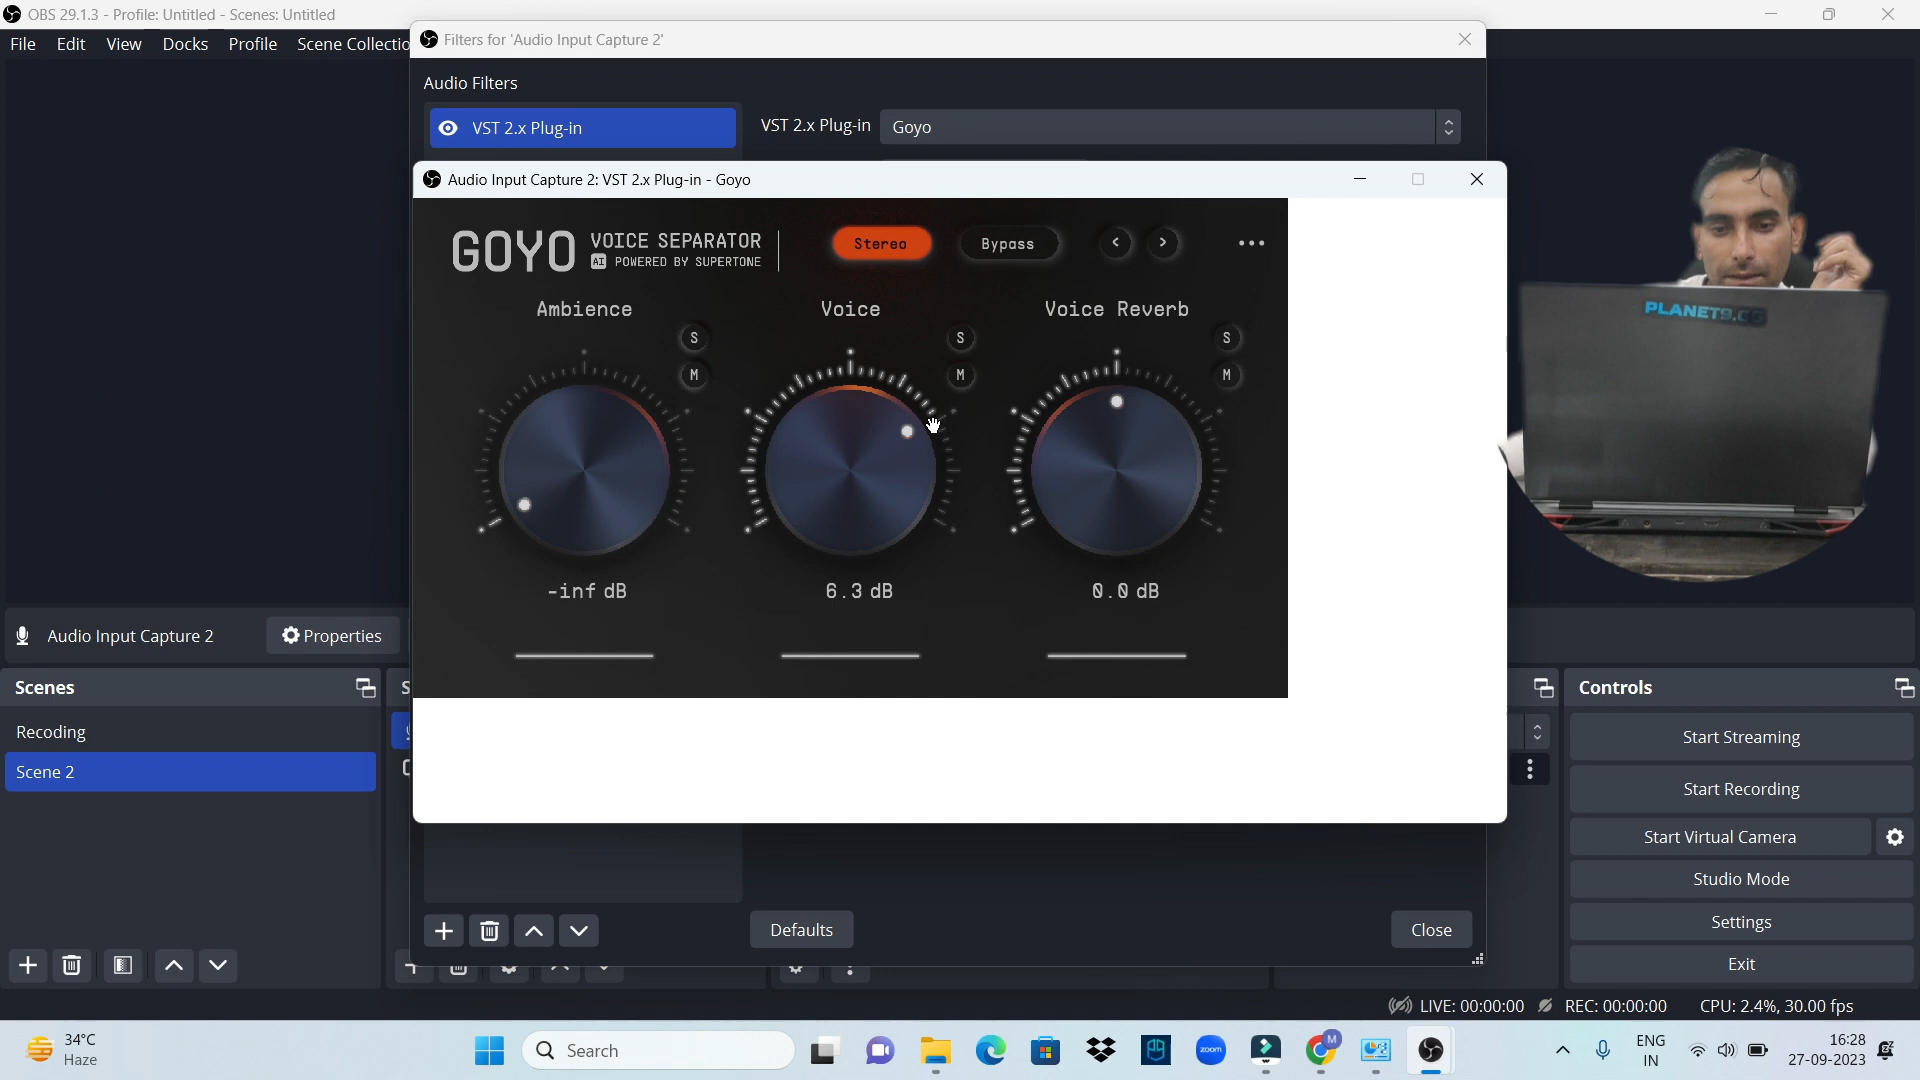 OBS 29.1.3 - Profile: Untitled - Scenes: Untitled
File Edit View Docks Profile Scene Collectio
Filters for 'Audio Input Capture 2'
Audio Filters
VST 2.x Plug-in
VST 2.x Plug-in Goyo
Audio Input Capture 2: VST 2.x Plug-in - Goyo
GOYO VOICE SEPARATOR
AI POWERED BY SUPERTONE
Stereo Bypass < >
Ambience Voice Voice Reverb
S S S
M M M
-inf dB 6.3 dB 0.0 dB
PLANET9.GG
Audio Input Capture 2 Properties
Scenes
Recoding
Scene 2
Controls
Start Streaming
Start Recording
Start Virtual Camera
Studio Mode
Settings
Exit
Defaults Close
LIVE: 00:00:00 REC: 00:00:00 CPU: 2.4%, 30.00 fps
34°C
Haze
Search
zoom
M
ENG
IN
16:28
27-09-2023